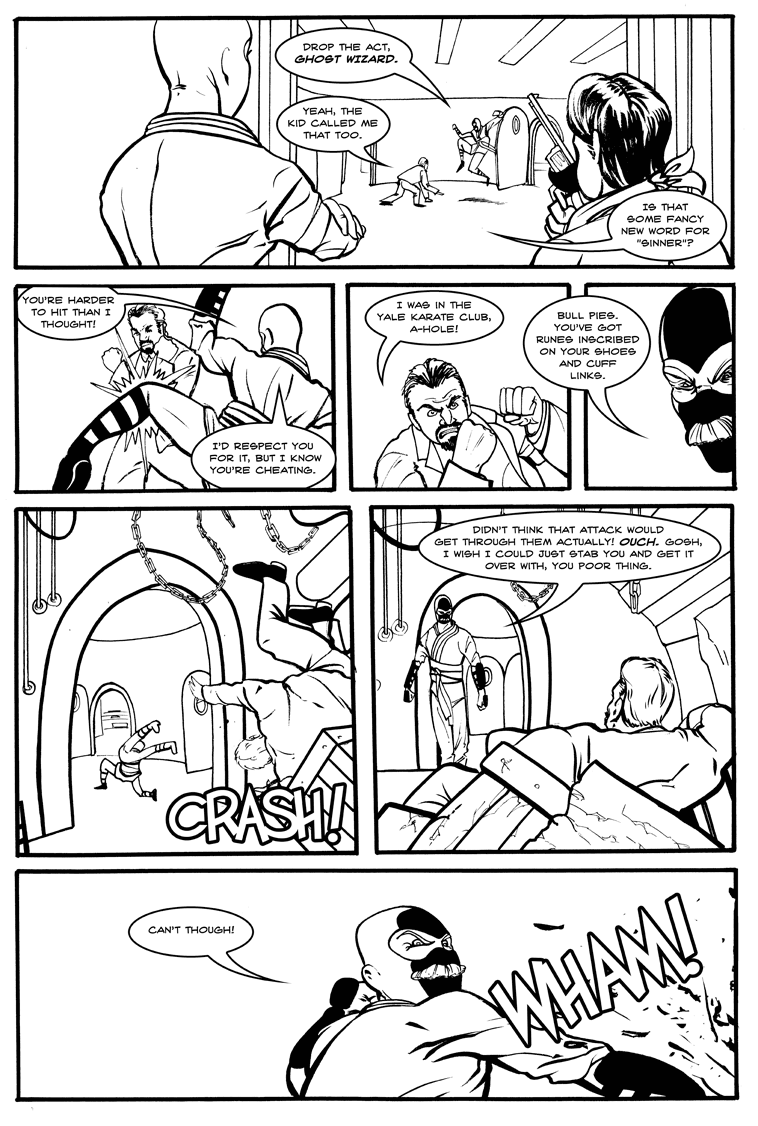 DROP THE ACT,
GHOST WIZARD.
YEAH, THE
KID CALLED ME
THAT TOO.
IS THAT
SOME FANCY
NEW WORD FOR
"SINNER"?
YOU'RE HARDER
TO HIT THAN I
THOUGHT!
I'D RESPECT YOU
FOR IT, BUT I KNOW
YOU'RE CHEATING.
I WAS IN THE
YALE KARATE CLUB,
A-HOLE!
BULL PIES.
YOU'VE GOT
RUNES INSCRIBED
ON YOUR SHOES
AND CUFF
LINKS.
CRASH!
DIDN'T THINK THAT ATTACK WOULD
GET THROUGH THEM ACTUALLY! OUCH. GOSH,
I WISH I COULD JUST STAB YOU AND GET IT
OVER WITH, YOU POOR THING.
CAN'T THOUGH!
WHAM!